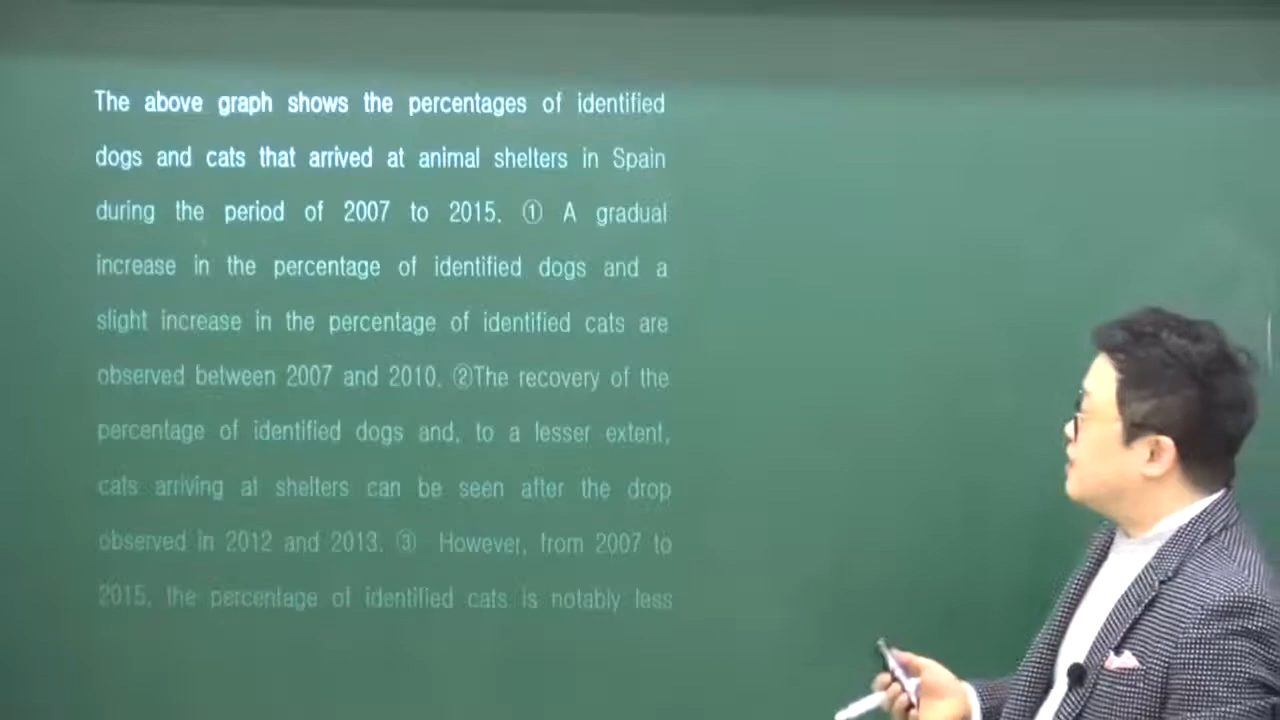 The above graph shows the percentages of identified
dogs and cats that arrived at animal shelters in Spain
during the period of 2007 to 2015. ① A gradual
increase in the percentage of identified dogs and a
slight increase in the percentage of identified cats are
observed between 2007 and 2010. ②The recovery of the
percentage of identified dogs and, to a lesser extent,
cats arriving at shelters can be seen after the drop
observed in 2012 and 2013. ③ However, from 2007 to
2015, the percentage of identified cats is notably less